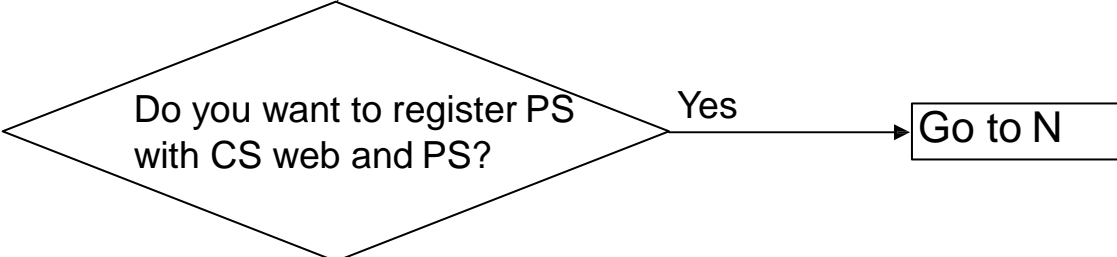 Do you want to register PS
with CS web and PS?
Yes
Go to N